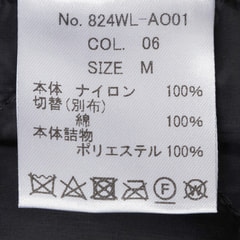 No. 824WL-AO01
COL. 06
SIZE M
本体 ナイロン 100%
切替(別布)
綿 100%
本体詰物
ポリエステル 100%